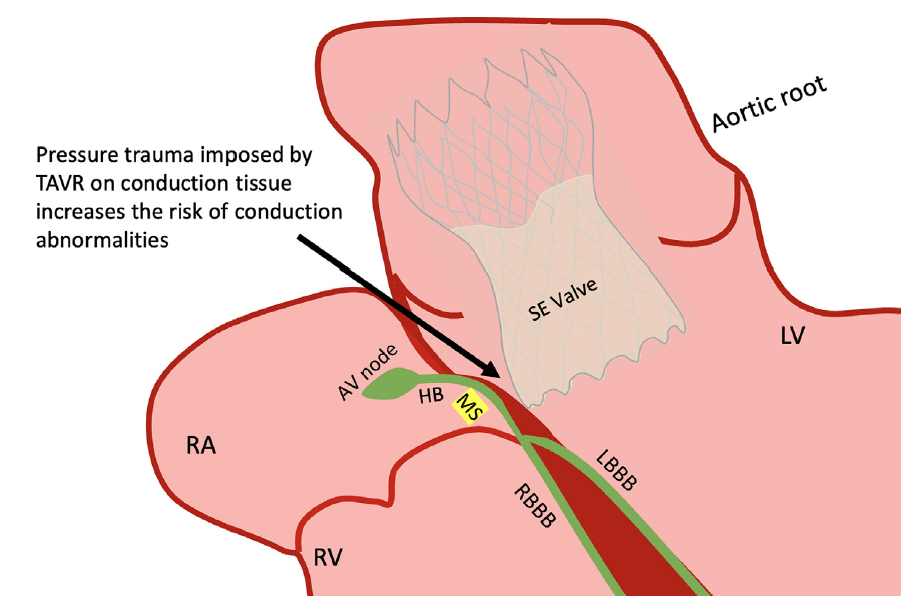 Aortic root
Pressure trauma imposed by
TAVR on conduction tissue
increases the risk of conduction
abnormalities
SE Valve
LV
AV node
HB
MS
RA
LBBB
RBBB
RV